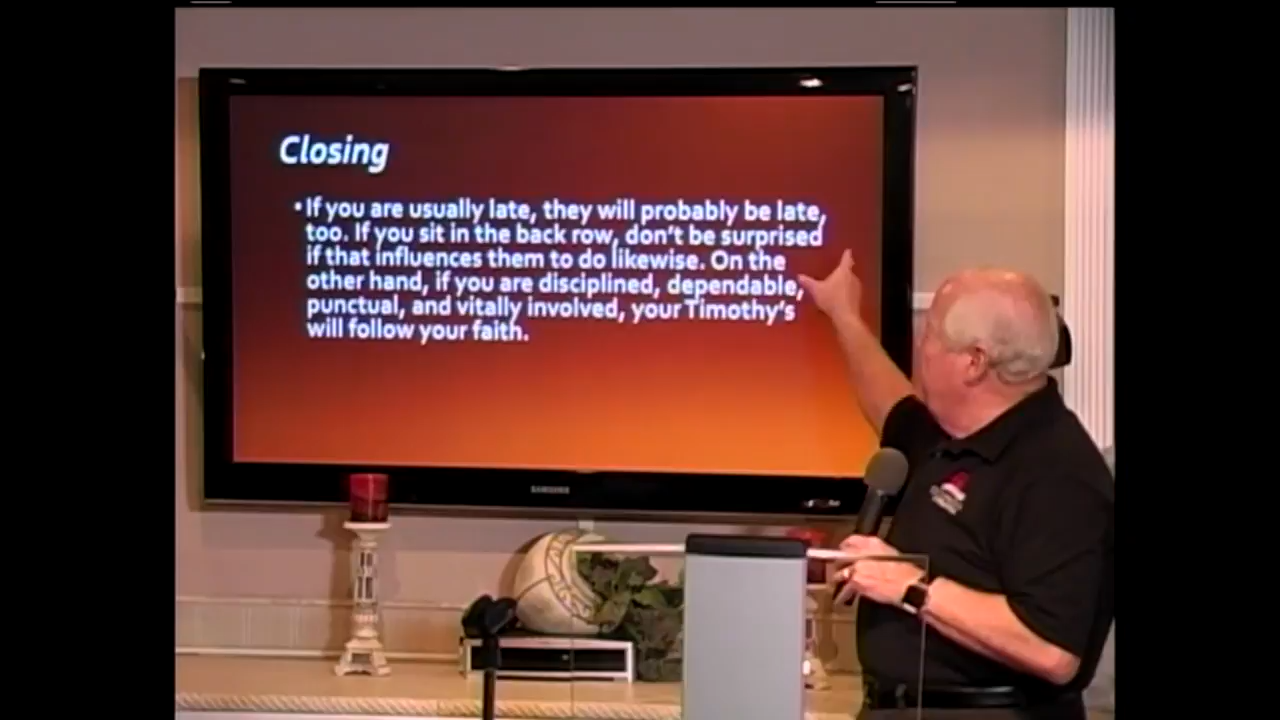 Closing
• If you are usually late, they will probably be late,
too. If you sit in the back row, don't be surprised
if that influences them to do likewise. On the
other hand, if you are disciplined, dependable,
punctual, and vitally involved, your Timothy's
will follow your faith.
SAMSUNG